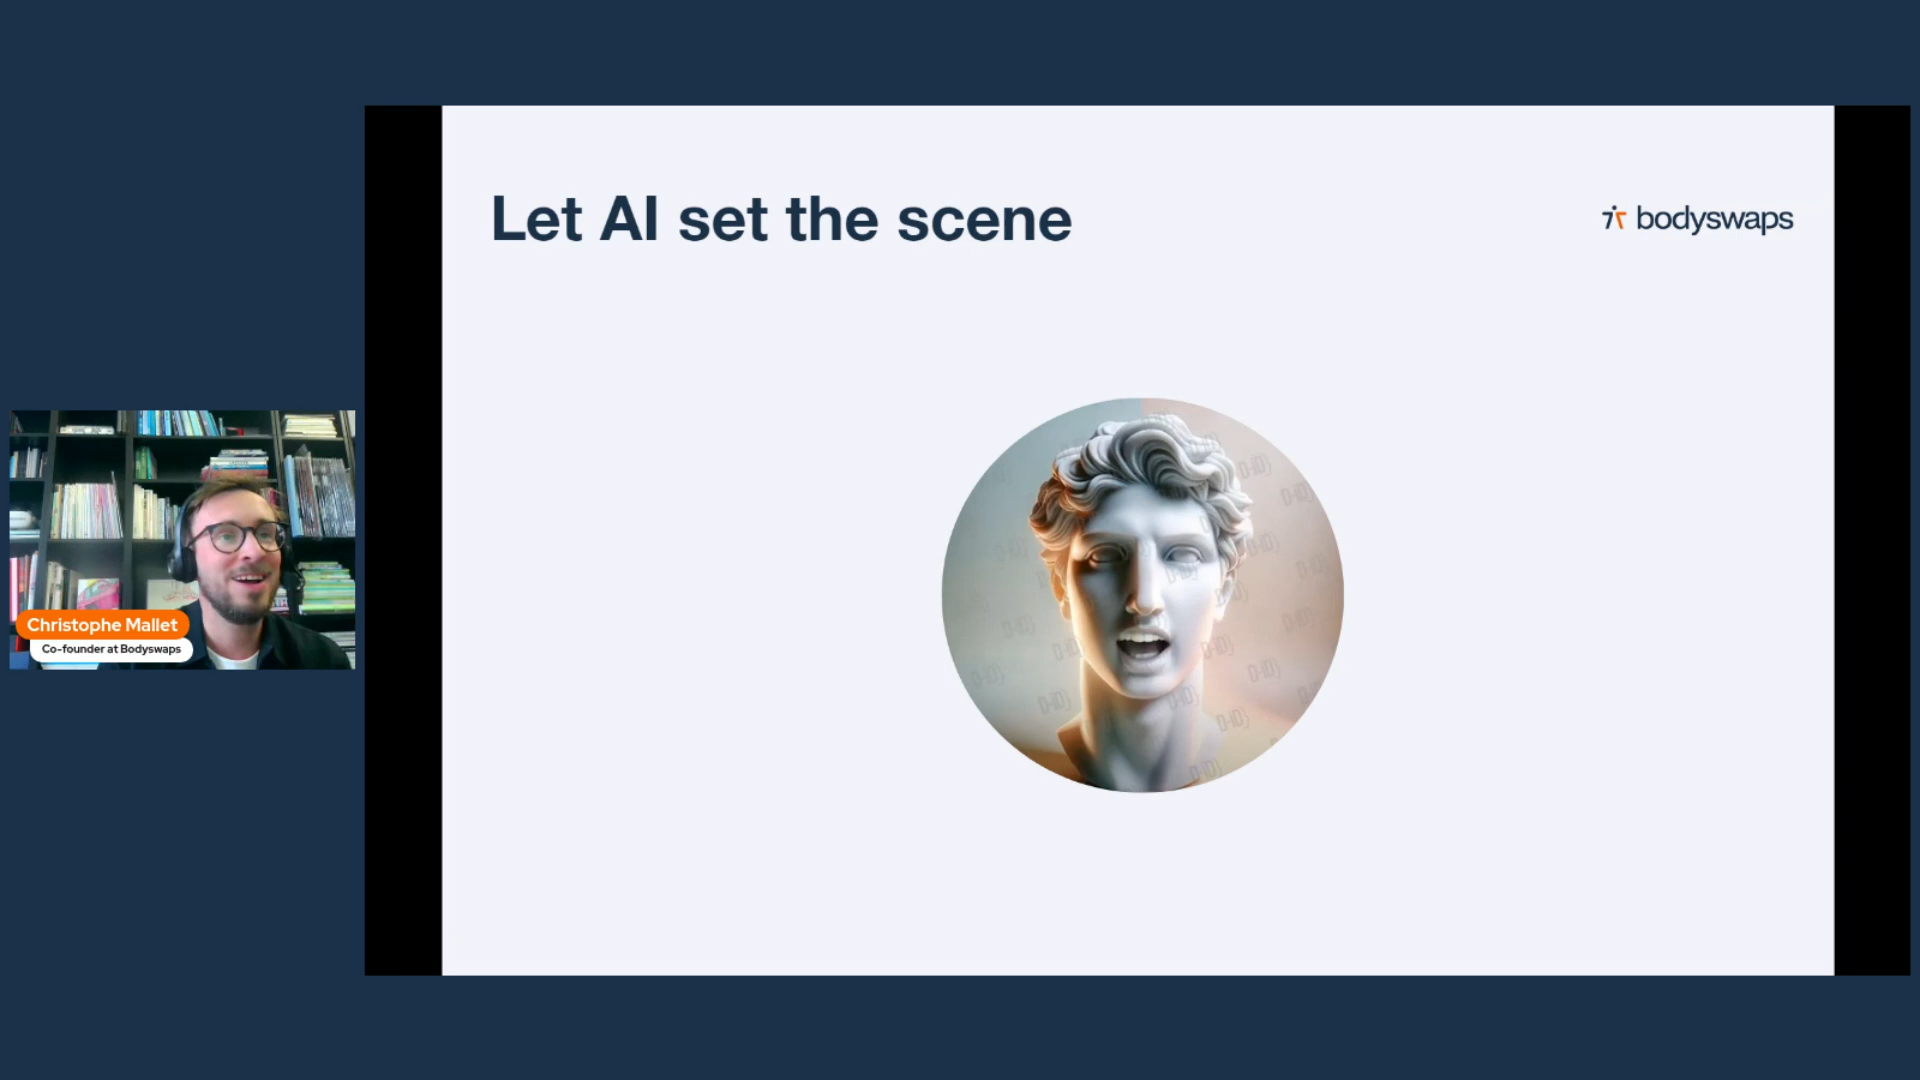 Let AI set the scene
bodyswaps
Christophe Mallet
Co-founder at Bodyswaps